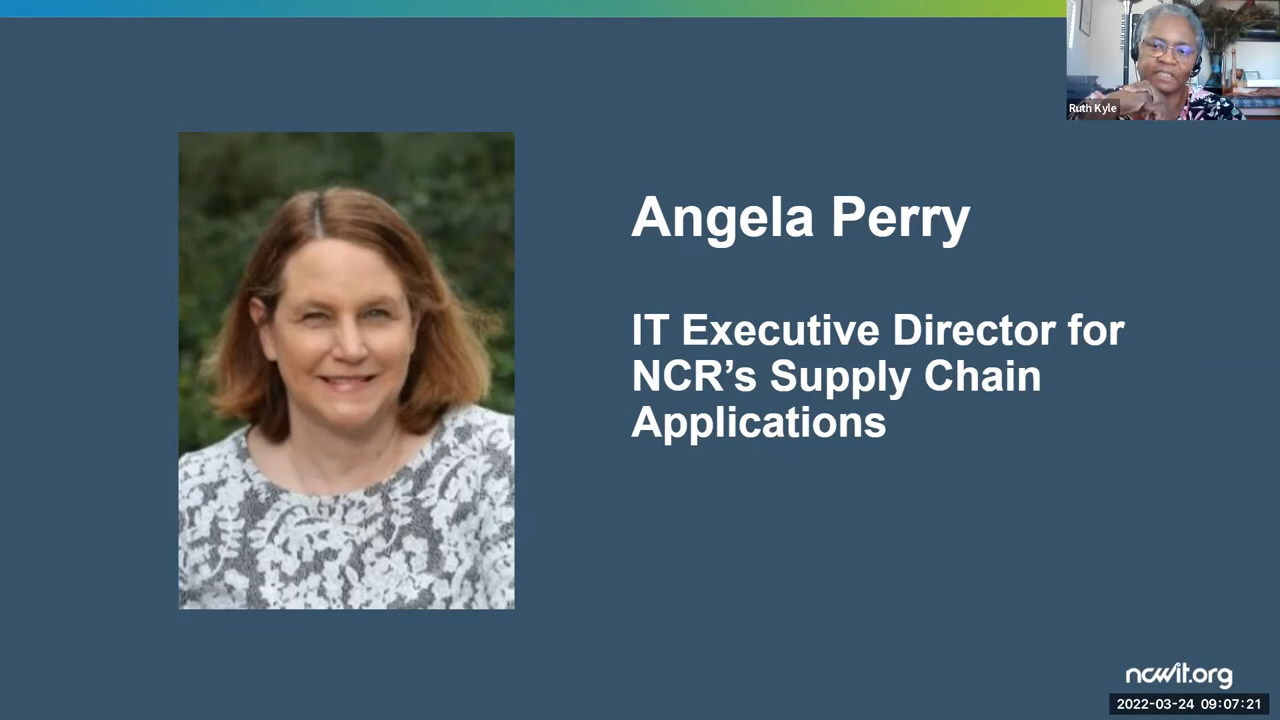 Ruth Kyle
Angela Perry
IT Executive Director for
NCR’s Supply Chain
Applications
ncwit.org
2022-03-24 09:07:21